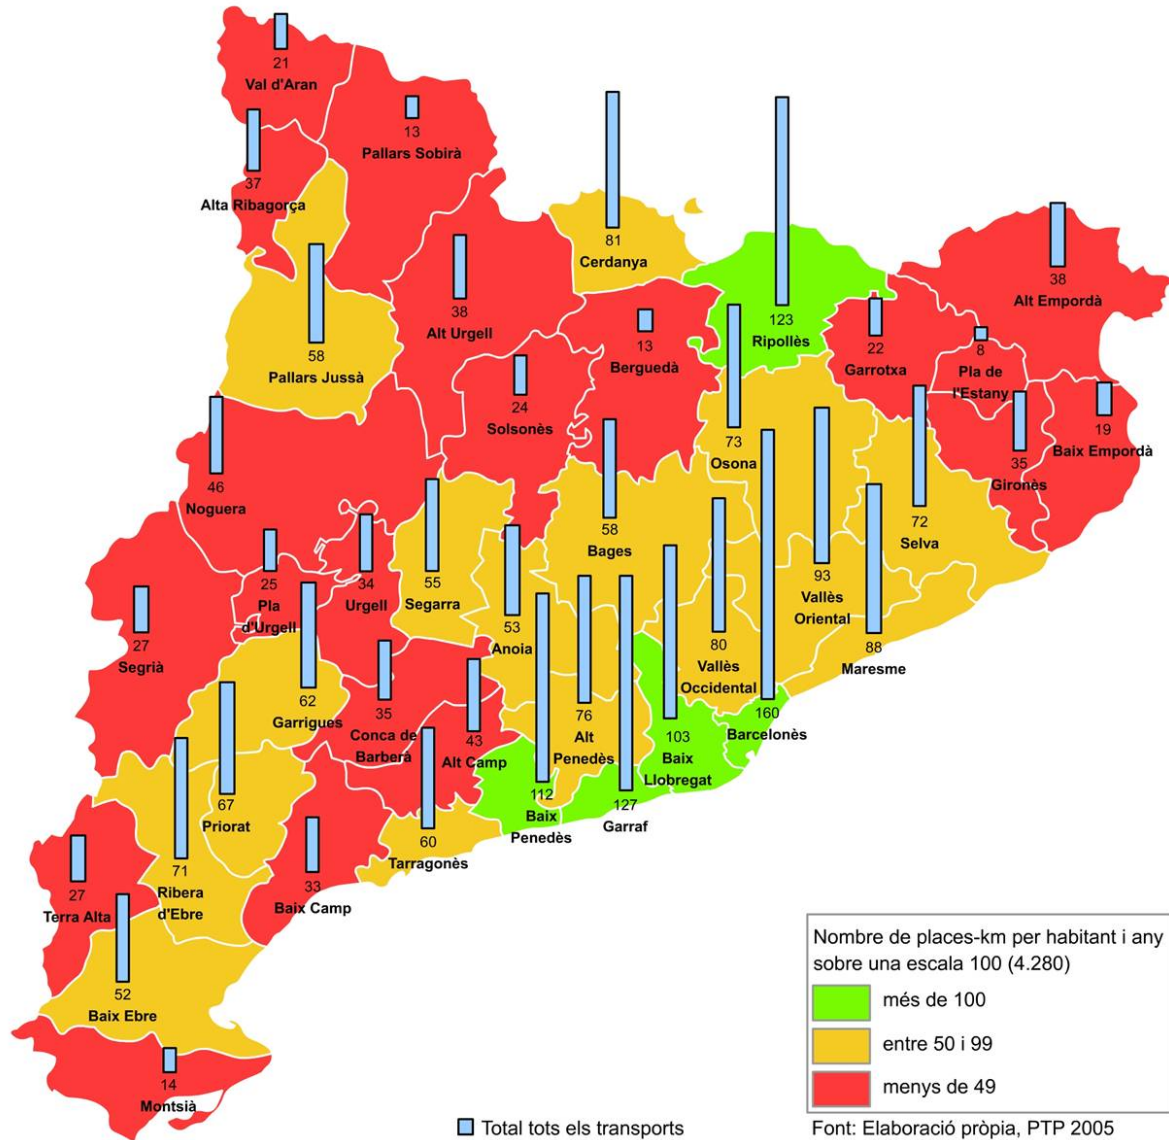 21
Val d'Aran
13
Pallars Sobirà
37
Alta Ribagorça
81
Cerdanya
123
Ripollès
38
Alt Empordà
38
Alt Urgell
58
Pallars Jussà
13
Berguedà
22
Garrotxa
8
Pla de
l'Estany
24
Solsonès
19
Baix Empordà
73
Osona
35
Gironès
46
Noguera
58
Bages
72
Selva
25
Pla
d'Urgell
34
Urgell
55
Segarra
53
Anoia
93
Vallès
Oriental
80
Vallès
Occidental
88
Maresme
27
Segrià
62
Garrigues
35
Conca de
Barberà
43
Alt Camp
76
Alt
Penedès
103
Baix
Llobregat
160
Barcelonès
112
Baix
Penedès
127
Garraf
67
Priorat
71
Ribera
d'Ebre
60
Tarragonès
33
Baix Camp
27
Terra Alta
52
Baix Ebre
14
Montsià
Nombre de places-km per habitant i any
sobre una escala 100 (4.280)
més de 100
entre 50 i 99
menys de 49
Total tots els transports
Font: Elaboració pròpia, PTP 2005